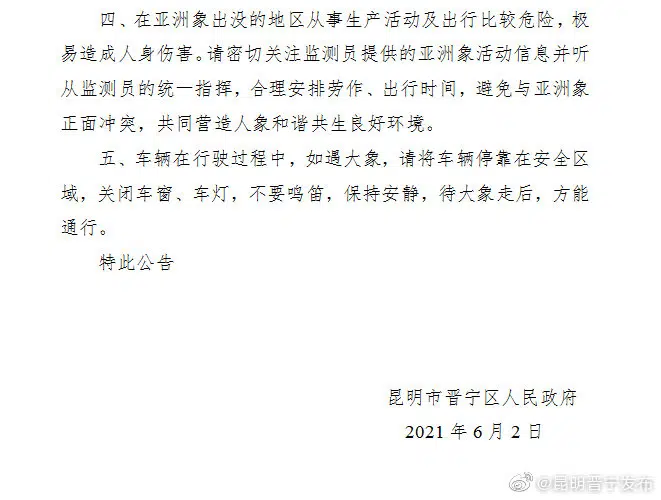 四、在亚洲象出没的地区从事生产活动及出行比较危险，极
易造成人身伤害。请密切关注监测员提供的亚洲象活动信息并听
从监测员的统一指挥，合理安排劳作、出行时间，避免与亚洲象
正面冲突，共同营造人象和谐共生良好环境。
五、车辆在行驶过程中，如遇大象，请将车辆停靠在安全区
域，关闭车窗、车灯，不要鸣笛，保持安静，待大象走后，方能
通行。
特此公告
昆明市晋宁区人民政府
2021 年 6 月 2 日
@昆明晋宁发布